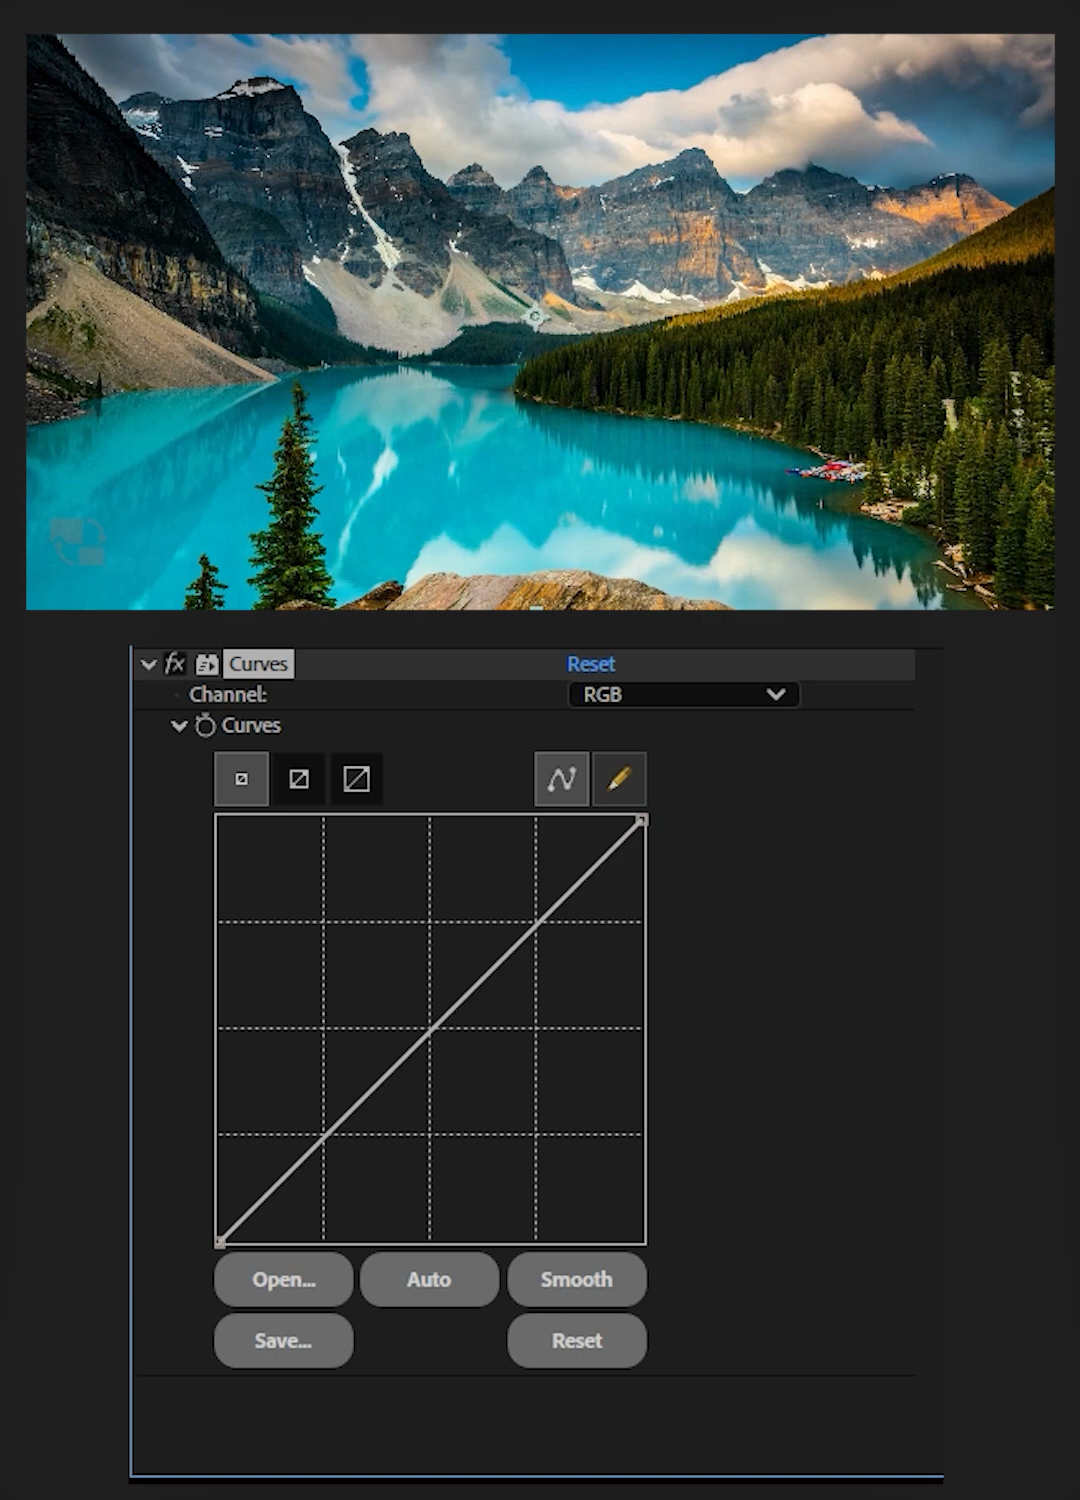 fx Curves Reset
Channel: RGB
Curves
Open... Auto Smooth
Save... Reset